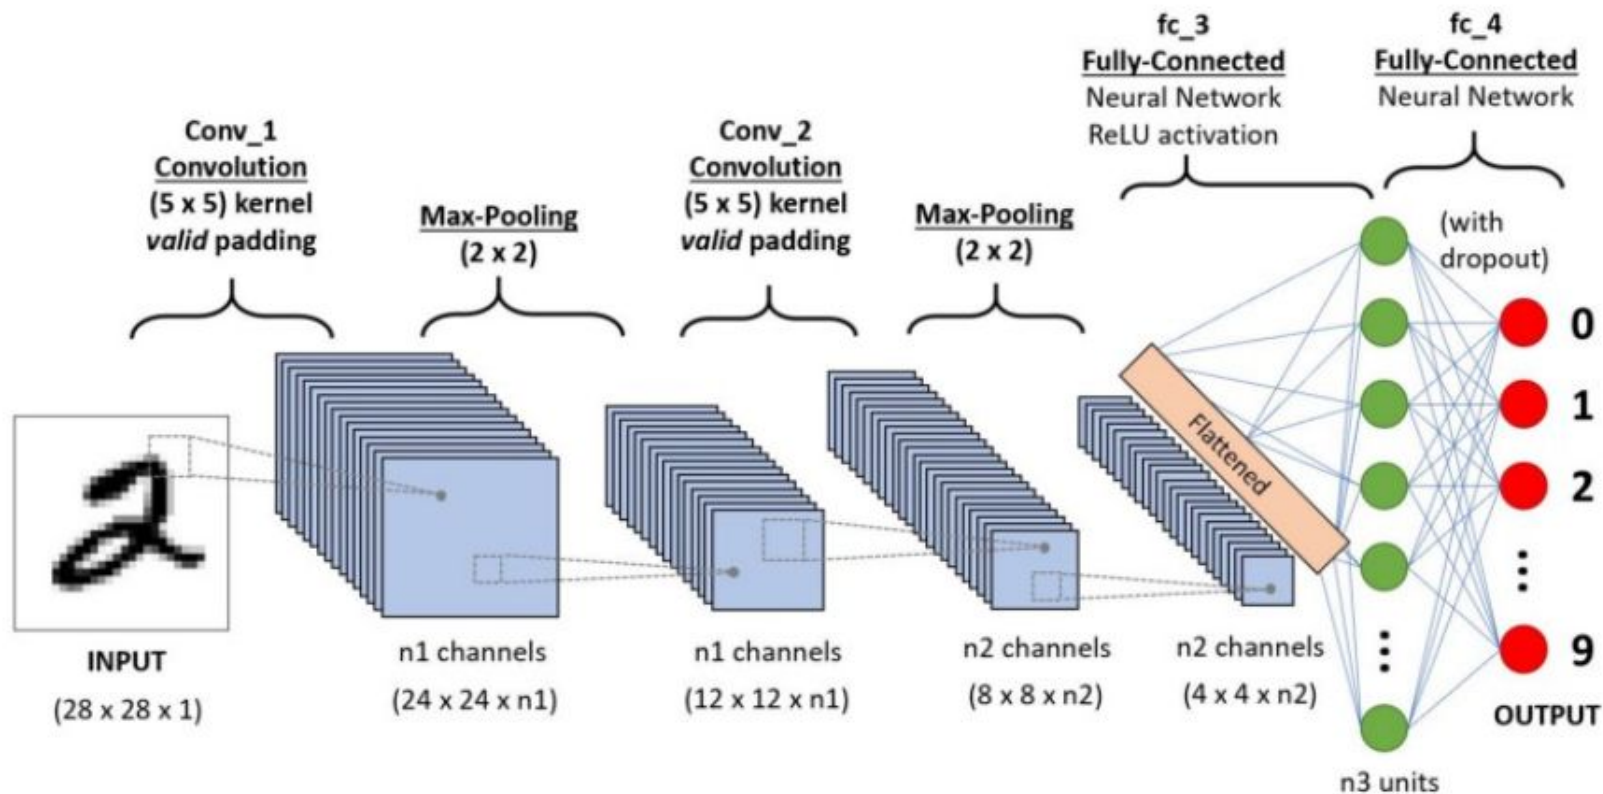 Conv_1
Convolution
(5 x 5) kernel
valid padding
Max-Pooling
(2 x 2)
Conv_2
Convolution
(5 x 5) kernel
valid padding
Max-Pooling
(2 x 2)
fc_3
Fully-Connected
Neural Network
ReLU activation
fc_4
Fully-Connected
Neural Network
(with
dropout)
Flattened
0
1
2
9
INPUT
(28 x 28 x 1)
n1 channels
(24 x 24 x n1)
n1 channels
(12 x 12 x n1)
n2 channels
(8 x 8 x n2)
n2 channels
(4 x 4 x n2)
OUTPUT
n3 units